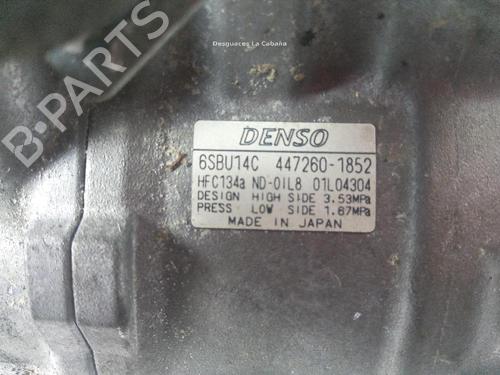 Desguaces La Cabaña
B-PARTS
DENSO
6SBU14C 447260-1852
HFC134a ND-OIL8 01L04304
DESIGN HIGH SIDE 3.53MPa
PRESS LOW SIDE 1.87MPa
MADE IN JAPAN